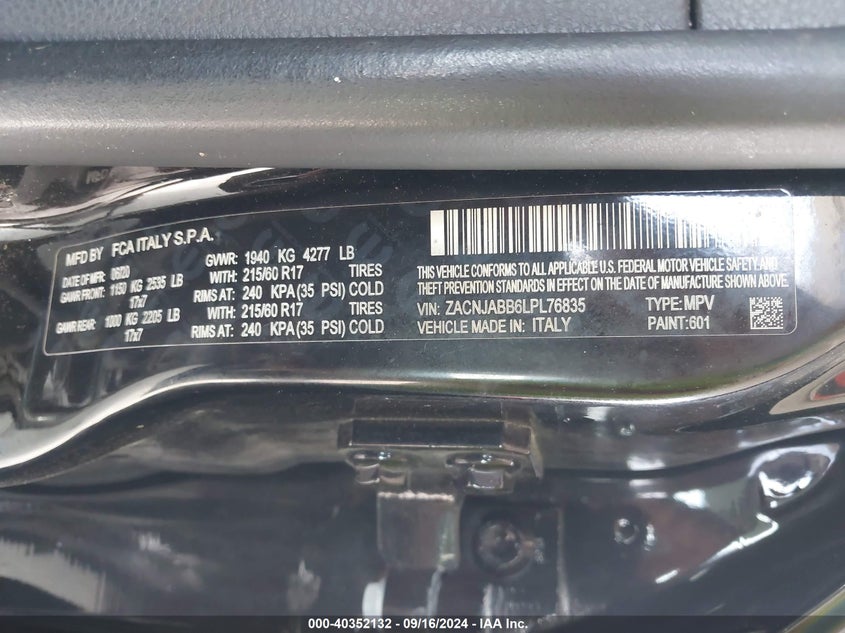 MFD BY FCA ITALY S.P.A.
DATE OF MFR 06/20 GVWR: 1940 KG 4277 LB
GAWR FRONT: 1150 KG 2535 LB WITH: 215/60 R17 TIRES
17x7 RIMS AT: 240 KPA (35 PSI) COLD
GAWR REAR: 1000 KG 2205 LB WITH: 215/60 R17 TIRES
17x7 RIMS AT: 240 KPA (35 PSI) COLD
THIS VEHICLE CONFORMS TO ALL APPLICABLE U.S. FEDERAL MOTOR VEHICLE SAFETY AND
THEFT PREVENTION STANDARDS IN EFFECT ON THE DATE OF MANUFACTURE SHOWN ABOVE
VIN: ZACNJABB6LPL76835 TYPE: MPV
VEHICLE MADE IN: ITALY PAINT: 601
000-40352132 - 09/16/2024 - IAA Inc.